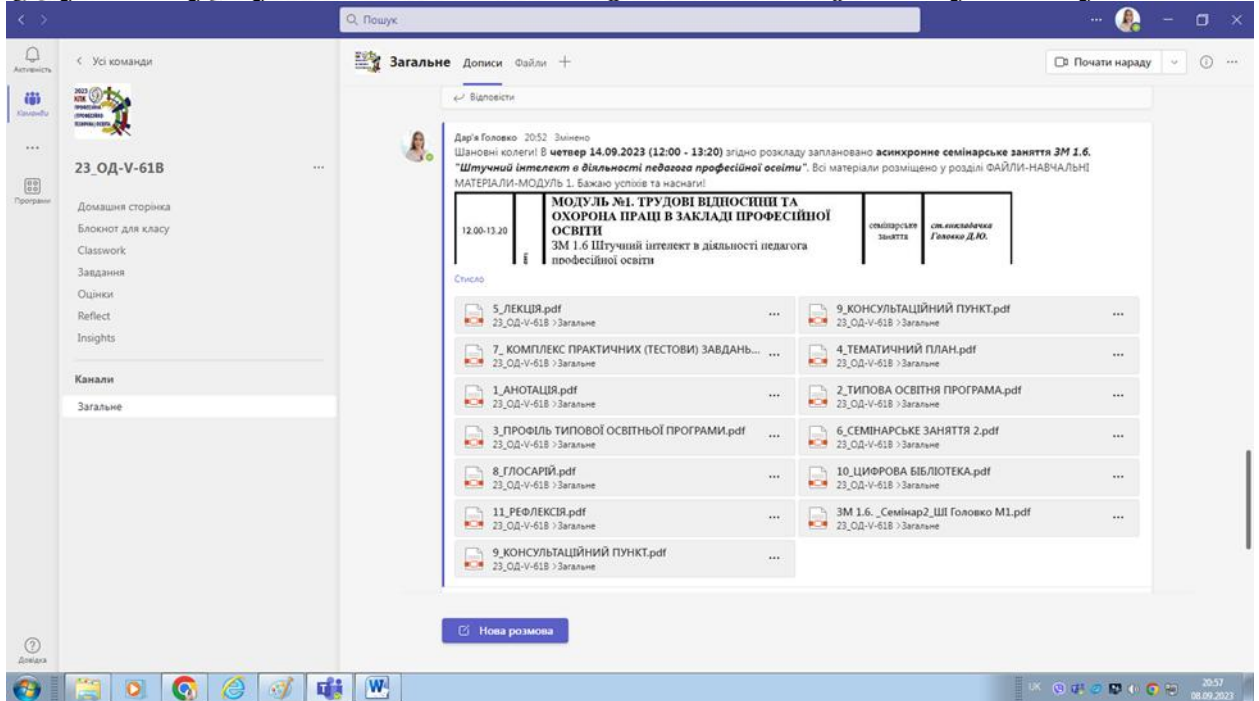 Пошук
Активність
Команди
Програми
Довідка
Усі команди
23_ОД-V-61В
Домашня сторінка
Блокнот для класу
Classwork
Завдання
Оцінки
Reflect
Insights
Канали
Загальне
Загальне Дописи Файли
Почати нараду
Відповісти
Дар'я Головко 20:52 Змінено
Шановні колеги! В четвер 14.09.2023 (12:00 - 13:20) згідно розкладу заплановано асинхронне семінарське заняття ЗМ 1.6.
"Штучний інтелект в діяльності педагога професійної освіти". Всі матеріали розміщено у розділі ФАЙЛИ-НАВЧАЛЬНІ
МАТЕРІАЛИ-МОДУЛЬ 1. Бажаю успіхів та наснаги!
12.00-13.20
МОДУЛЬ №1. ТРУДОВІ ВІДНОСИНИ ТА
ОХОРОНА ПРАЦІ В ЗАКЛАДІ ПРОФЕСІЙНОЇ
ОСВІТИ
ЗМ 1.6 Штучний інтелект в діяльності педагога
професійної освіти
семінарське
заняття
ст.викладачка
Головко Д.Ю.
Стисло
5_ЛЕКЦІЯ.pdf
23_ОД-V-61В > Загальне
9_КОНСУЛЬТАЦІЙНИЙ ПУНКТ.pdf
23_ОД-V-61В > Загальне
7_ КОМПЛЕКС ПРАКТИЧНИХ (ТЕСТОВИ) ЗАВДАНЬ...
23_ОД-V-61В > Загальне
4_ТЕМАТИЧНИЙ ПЛАН.pdf
23_ОД-V-61В > Загальне
1_АНОТАЦІЯ.pdf
23_ОД-V-61В > Загальне
2_ТИПОВА ОСВІТНЯ ПРОГРАМА.pdf
23_ОД-V-61В > Загальне
3_ПРОФІЛЬ ТИПОВОЇ ОСВІТНЬОЇ ПРОГРАМИ.pdf
23_ОД-V-61В > Загальне
6_СЕМІНАРСЬКЕ ЗАНЯТТЯ 2.pdf
23_ОД-V-61В > Загальне
8_ГЛОСАРІЙ.pdf
23_ОД-V-61В > Загальне
10_ЦИФРОВА БІБЛІОТЕКА.pdf
23_ОД-V-61В > Загальне
11_РЕФЛЕКСІЯ.pdf
23_ОД-V-61В > Загальне
ЗМ 1.6. _Семінар2_ШІ Головко М1.pdf
23_ОД-V-61В > Загальне
9_КОНСУЛЬТАЦІЙНИЙ ПУНКТ.pdf
23_ОД-V-61В > Загальне
Нова розмова
UK
20:57
08.09.2023